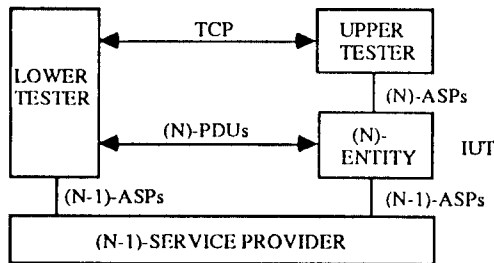 TCP
UPPER
TESTER
LOWER
TESTER
(N)-ASPs
(N)-PDUs
(N)-
ENTITY
IUT
(N-1)-ASPs
(N-1)-ASPs
(N-1)-SERVICE PROVIDER